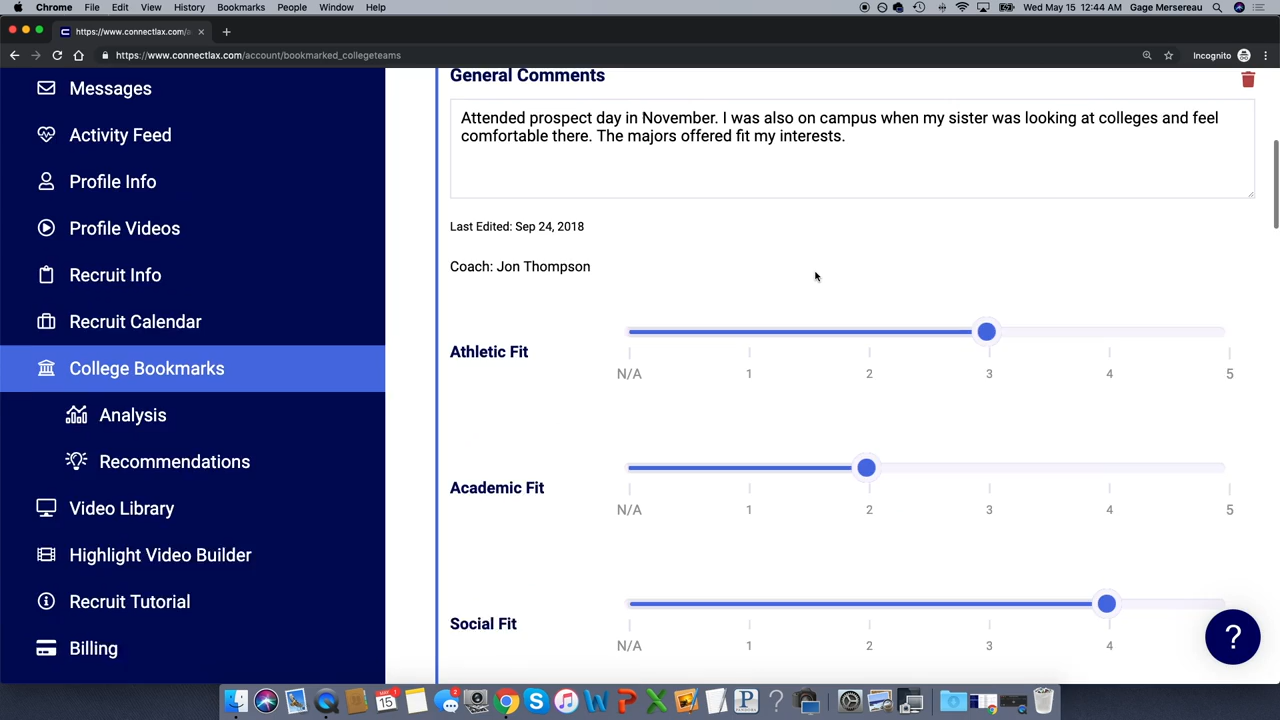 Chrome File Edit View History Bookmarks People Window Help Wed May 15 12:44 AM Gage Mersereau
https://www.connectlax.com/a
https://www.connectlax.com/account/bookmarked_collegeteams Incognito
Messages
Activity Feed
Profile Info
Profile Videos
Recruit Info
Recruit Calendar
College Bookmarks
Analysis
Recommendations
Video Library
Highlight Video Builder
Recruit Tutorial
Billing
General Comments
Attended prospect day in November. I was also on campus when my sister was looking at colleges and feel
comfortable there. The majors offered fit my interests.
Last Edited: Sep 24, 2018
Coach: Jon Thompson
Athletic Fit
N/A 1 2 3 4 5
Academic Fit
N/A 1 2 3 4 5
Social Fit
N/A 1 2 3 4
?